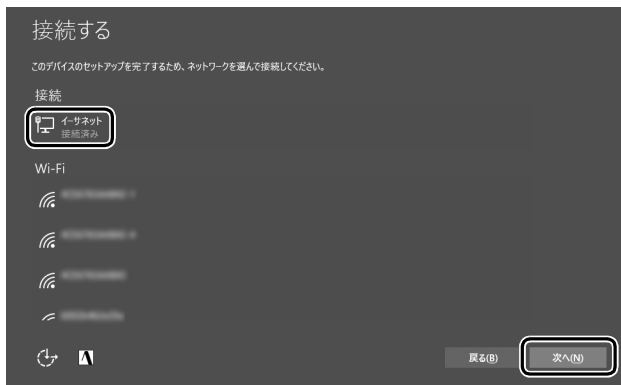 接続する
このデバイスのセットアップを完了するため、ネットワークを選んで接続してください。
接続
イーサネット
接続済み
Wi-Fi
戻る(B)
次へ(N)